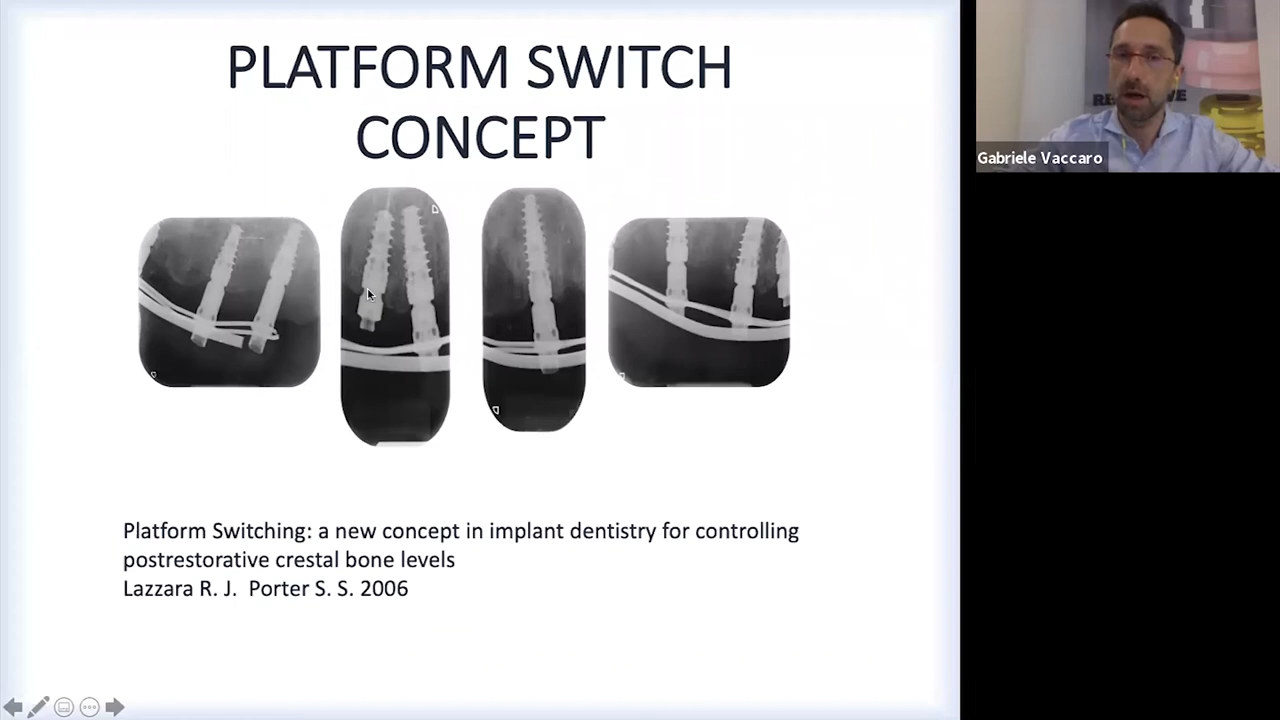 PLATFORM SWITCH
CONCEPT
Platform Switching: a new concept in implant dentistry for controlling
postrestorative crestal bone levels
Lazzara R. J.  Porter S. S. 2006
Gabriele Vaccaro